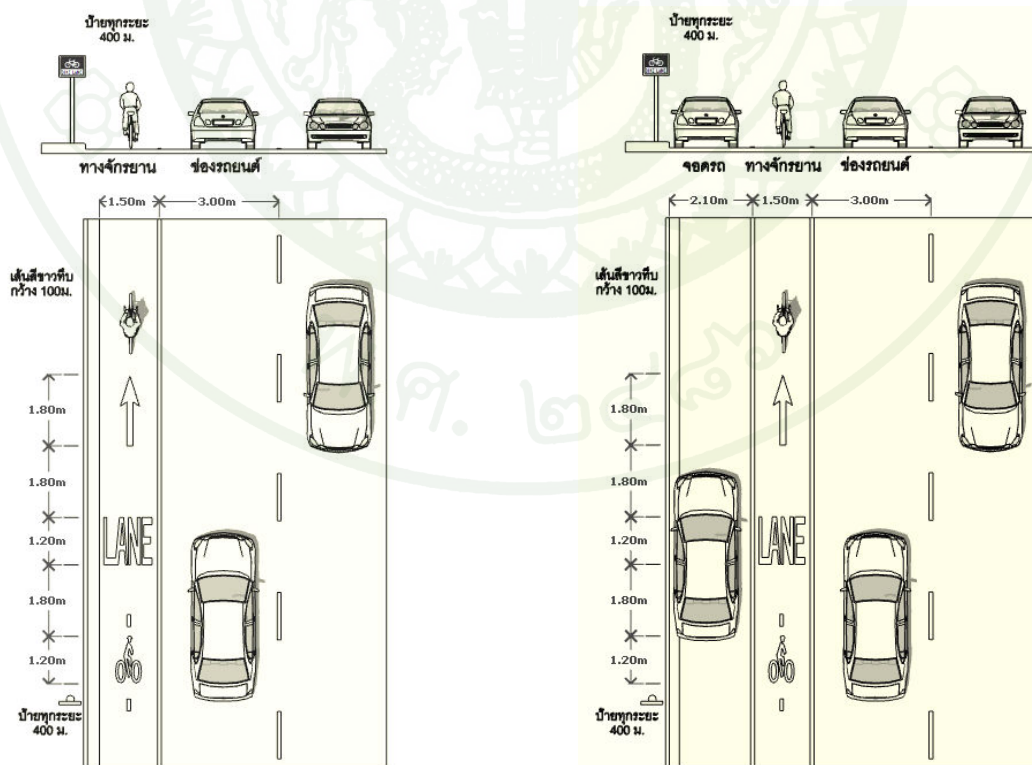 ป้ายทุกระยะ
400 ม.
ทางจักรยาน ช่องรถยนต์
1.50m 3.00m
เส้นสีขาวทึบ
กว้าง 100ม.
1.80m
1.80m
LANE
1.20m
1.80m
1.20m
ป้ายทุกระยะ
400 ม.
ป้ายทุกระยะ
400 ม.
จอดรถ ทางจักรยาน ช่องรถยนต์
2.10m 1.50m 3.00m
เส้นสีขาวทึบ
กว้าง 100ม.
1.80m
1.80m
LANE
1.20m
1.80m
1.20m
ป้ายทุกระยะ
400 ม.
พ.ศ. ๒๔๘๖